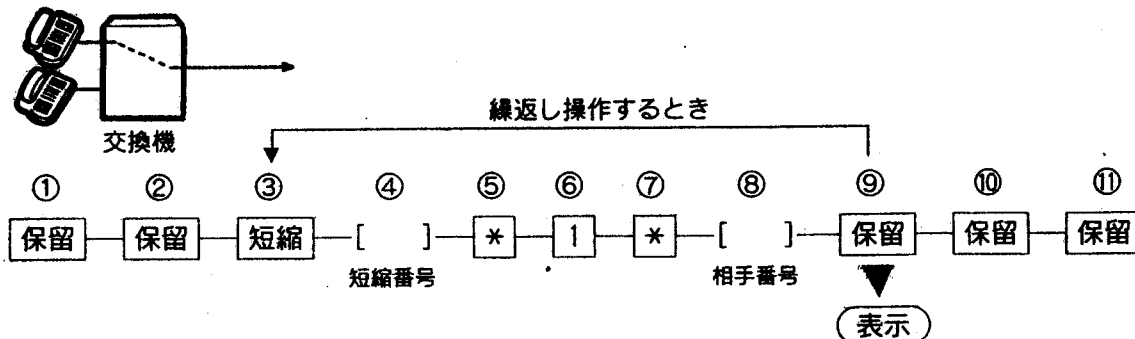 交換機
繰返し操作するとき
① ② ③ ④ ⑤ ⑥ ⑦ ⑧ ⑨ ⑩ ⑪
保留 保留 短縮 [ ] * 1 * [ ] 保留 保留 保留
短縮番号 相手番号
表示